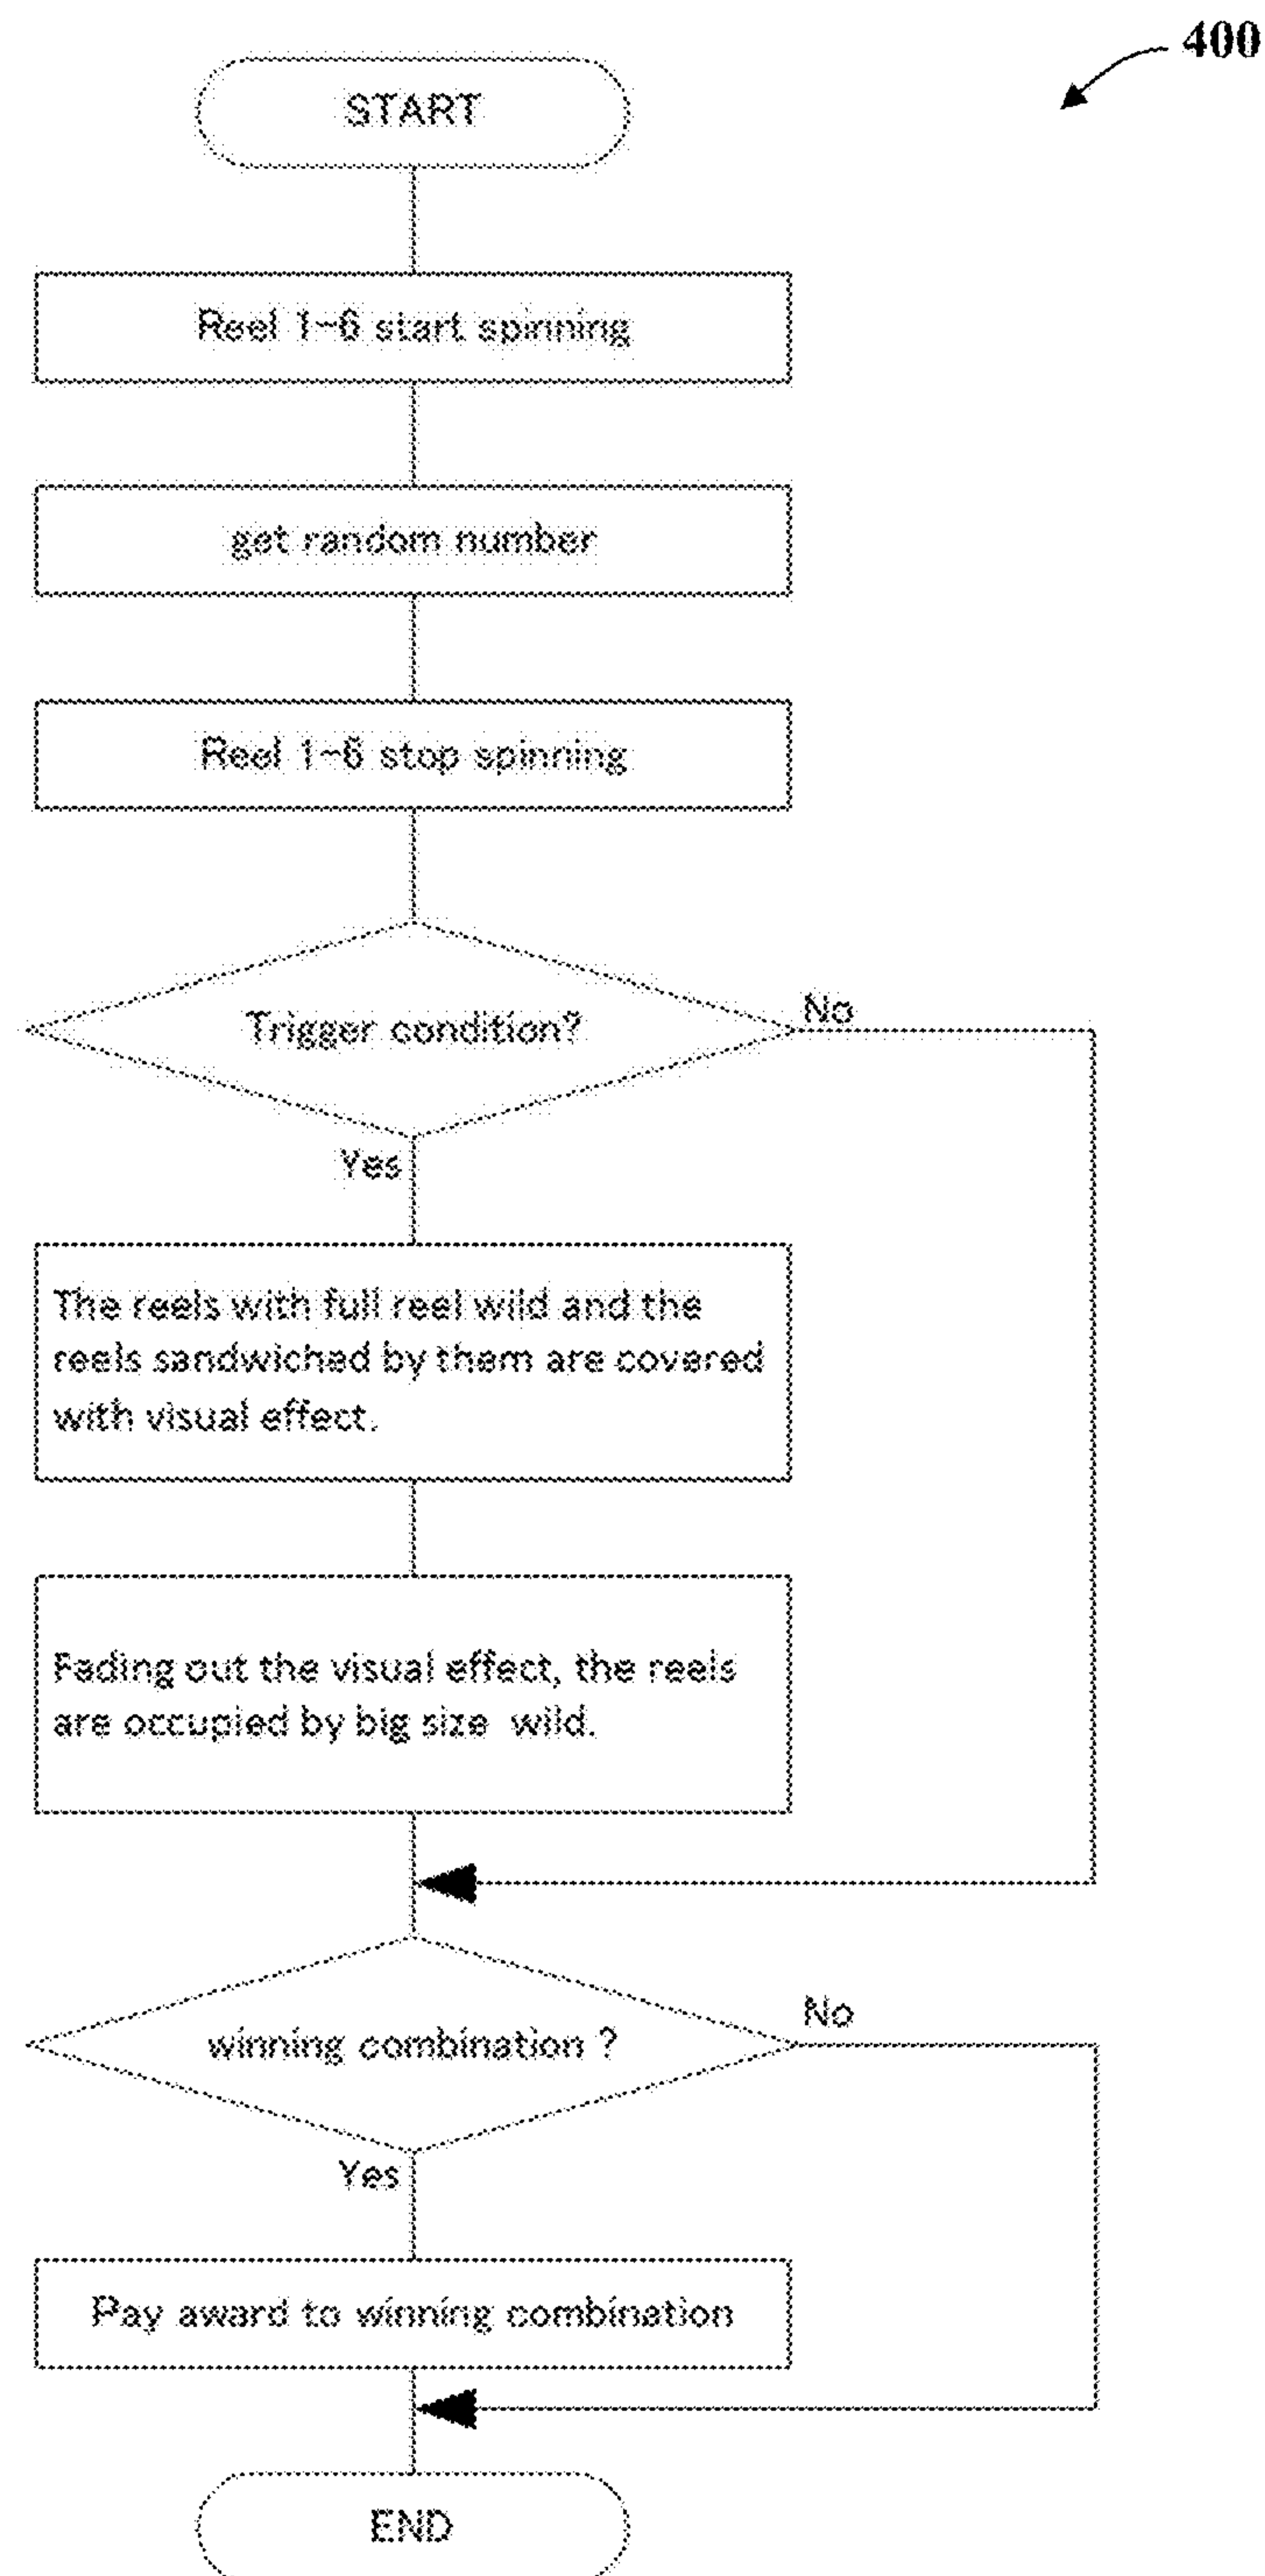 400
START
Reel 1~6 start spinning
get random number
Reel 1~6 stop spinning
Trigger condition?
No
Yes
The reels with full reel wild and the
reels sandwiched by them are covered
with visual effect.
Fading out the visual effect, the reels
are occupied by big size wild.
winning combination ?
No
Yes
Pay award to winning combination
END